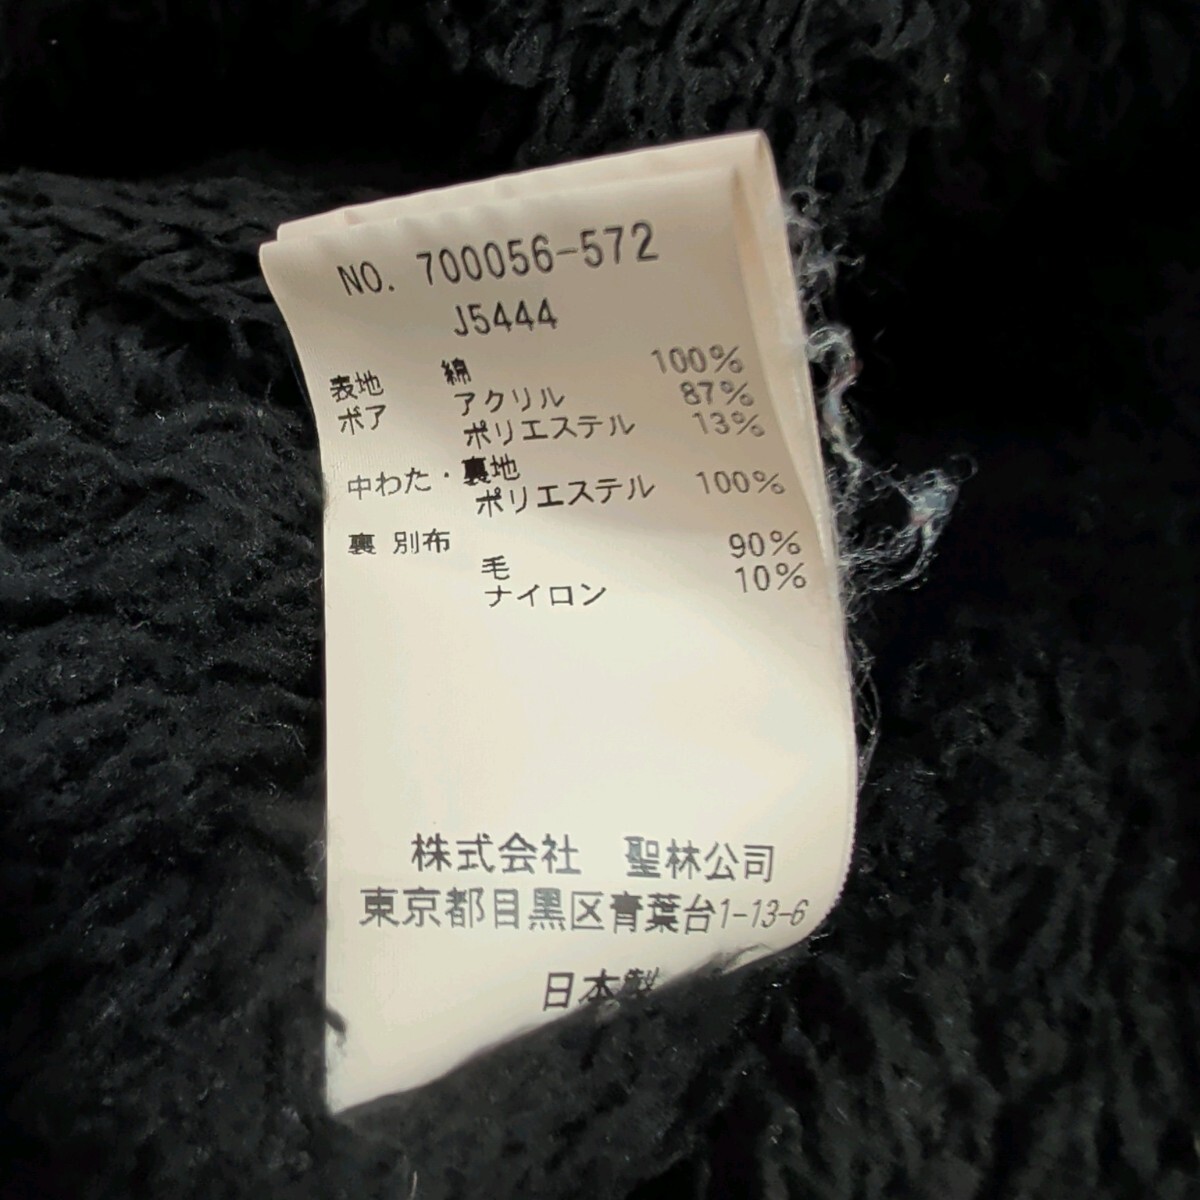 NO. 700056-572
J5444
表地 綿 100%
ボア アクリル 87%
ポリエステル 13%
中わた・裏地
ポリエステル 100%
裏 別布
毛 90%
ナイロン 10%
株式会社 聖林公司
東京都目黒区青葉台1-13-6
日本製